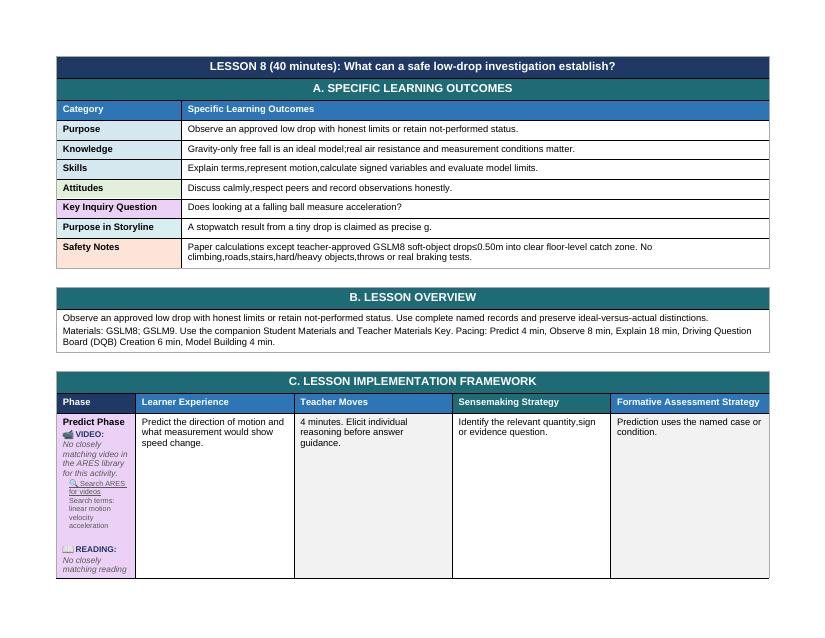 LESSON 8 (40 minutes): What can a safe low-drop investigation establish?
A. SPECIFIC LEARNING OUTCOMES
Category
Specific Learning Outcomes
Purpose
Observe an approved low drop with honest limits or retain not-performed status.
Knowledge
Gravity-only free fall is an ideal model;real air resistance and measurement conditions matter.
Skills
Explain terms,represent motion,calculate signed variables and evaluate model limits.
Attitudes
Discuss calmly,respect peers and record observations honestly.
Key Inquiry Question
Does looking at a falling ball measure acceleration?
Purpose in Storyline
A stopwatch result from a tiny drop is claimed as precise g.
Safety Notes
Paper calculations except teacher-approved GSLM8 soft-object drop≤0.50m into clear floor-level catch zone. No
climbing,roads,stairs,hard/heavy objects,throws or real braking tests.
B. LESSON OVERVIEW
Observe an approved low drop with honest limits or retain not-performed status. Use complete named records and preserve ideal-versus-actual distinctions.
Materials: GSLM8; GSLM9. Use the companion Student Materials and Teacher Materials Key. Pacing: Predict 4 min, Observe 8 min, Explain 18 min, Driving Question
Board (DQB) Creation 6 min, Model Building 4 min.
C. LESSON IMPLEMENTATION FRAMEWORK
Phase
Learner Experience
Teacher Moves
Sensemaking Strategy
Formative Assessment Strategy
Predict Phase
📹 VIDEO:
No closely
matching video in
the ARES library
for this activity.
🔍 Search ARES
for videos
Search terms:
linear motion
velocity
acceleration
📖 READING:
No closely
matching reading
Predict the direction of motion and
what measurement would show
speed change.
4 minutes. Elicit individual
reasoning before answer
guidance.
Identify the relevant quantity,sign
or evidence question.
Prediction uses the named case or
condition.